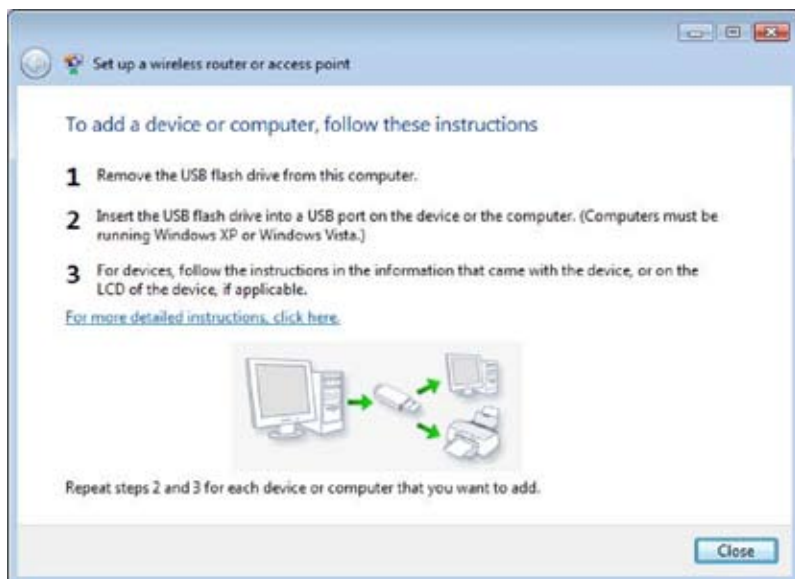 Set up a wireless router or access point
To add a device or computer, follow these instructions
1 Remove the USB flash drive from this computer.
2 Insert the USB flash drive into a USB port on the device or the computer. (Computers must be
running Windows XP or Windows Vista.)
3 For devices, follow the instructions in the information that came with the device, or on the
LCD of the device, if applicable.
For more detailed instructions, click here.
Repeat steps 2 and 3 for each device or computer that you want to add.
Close